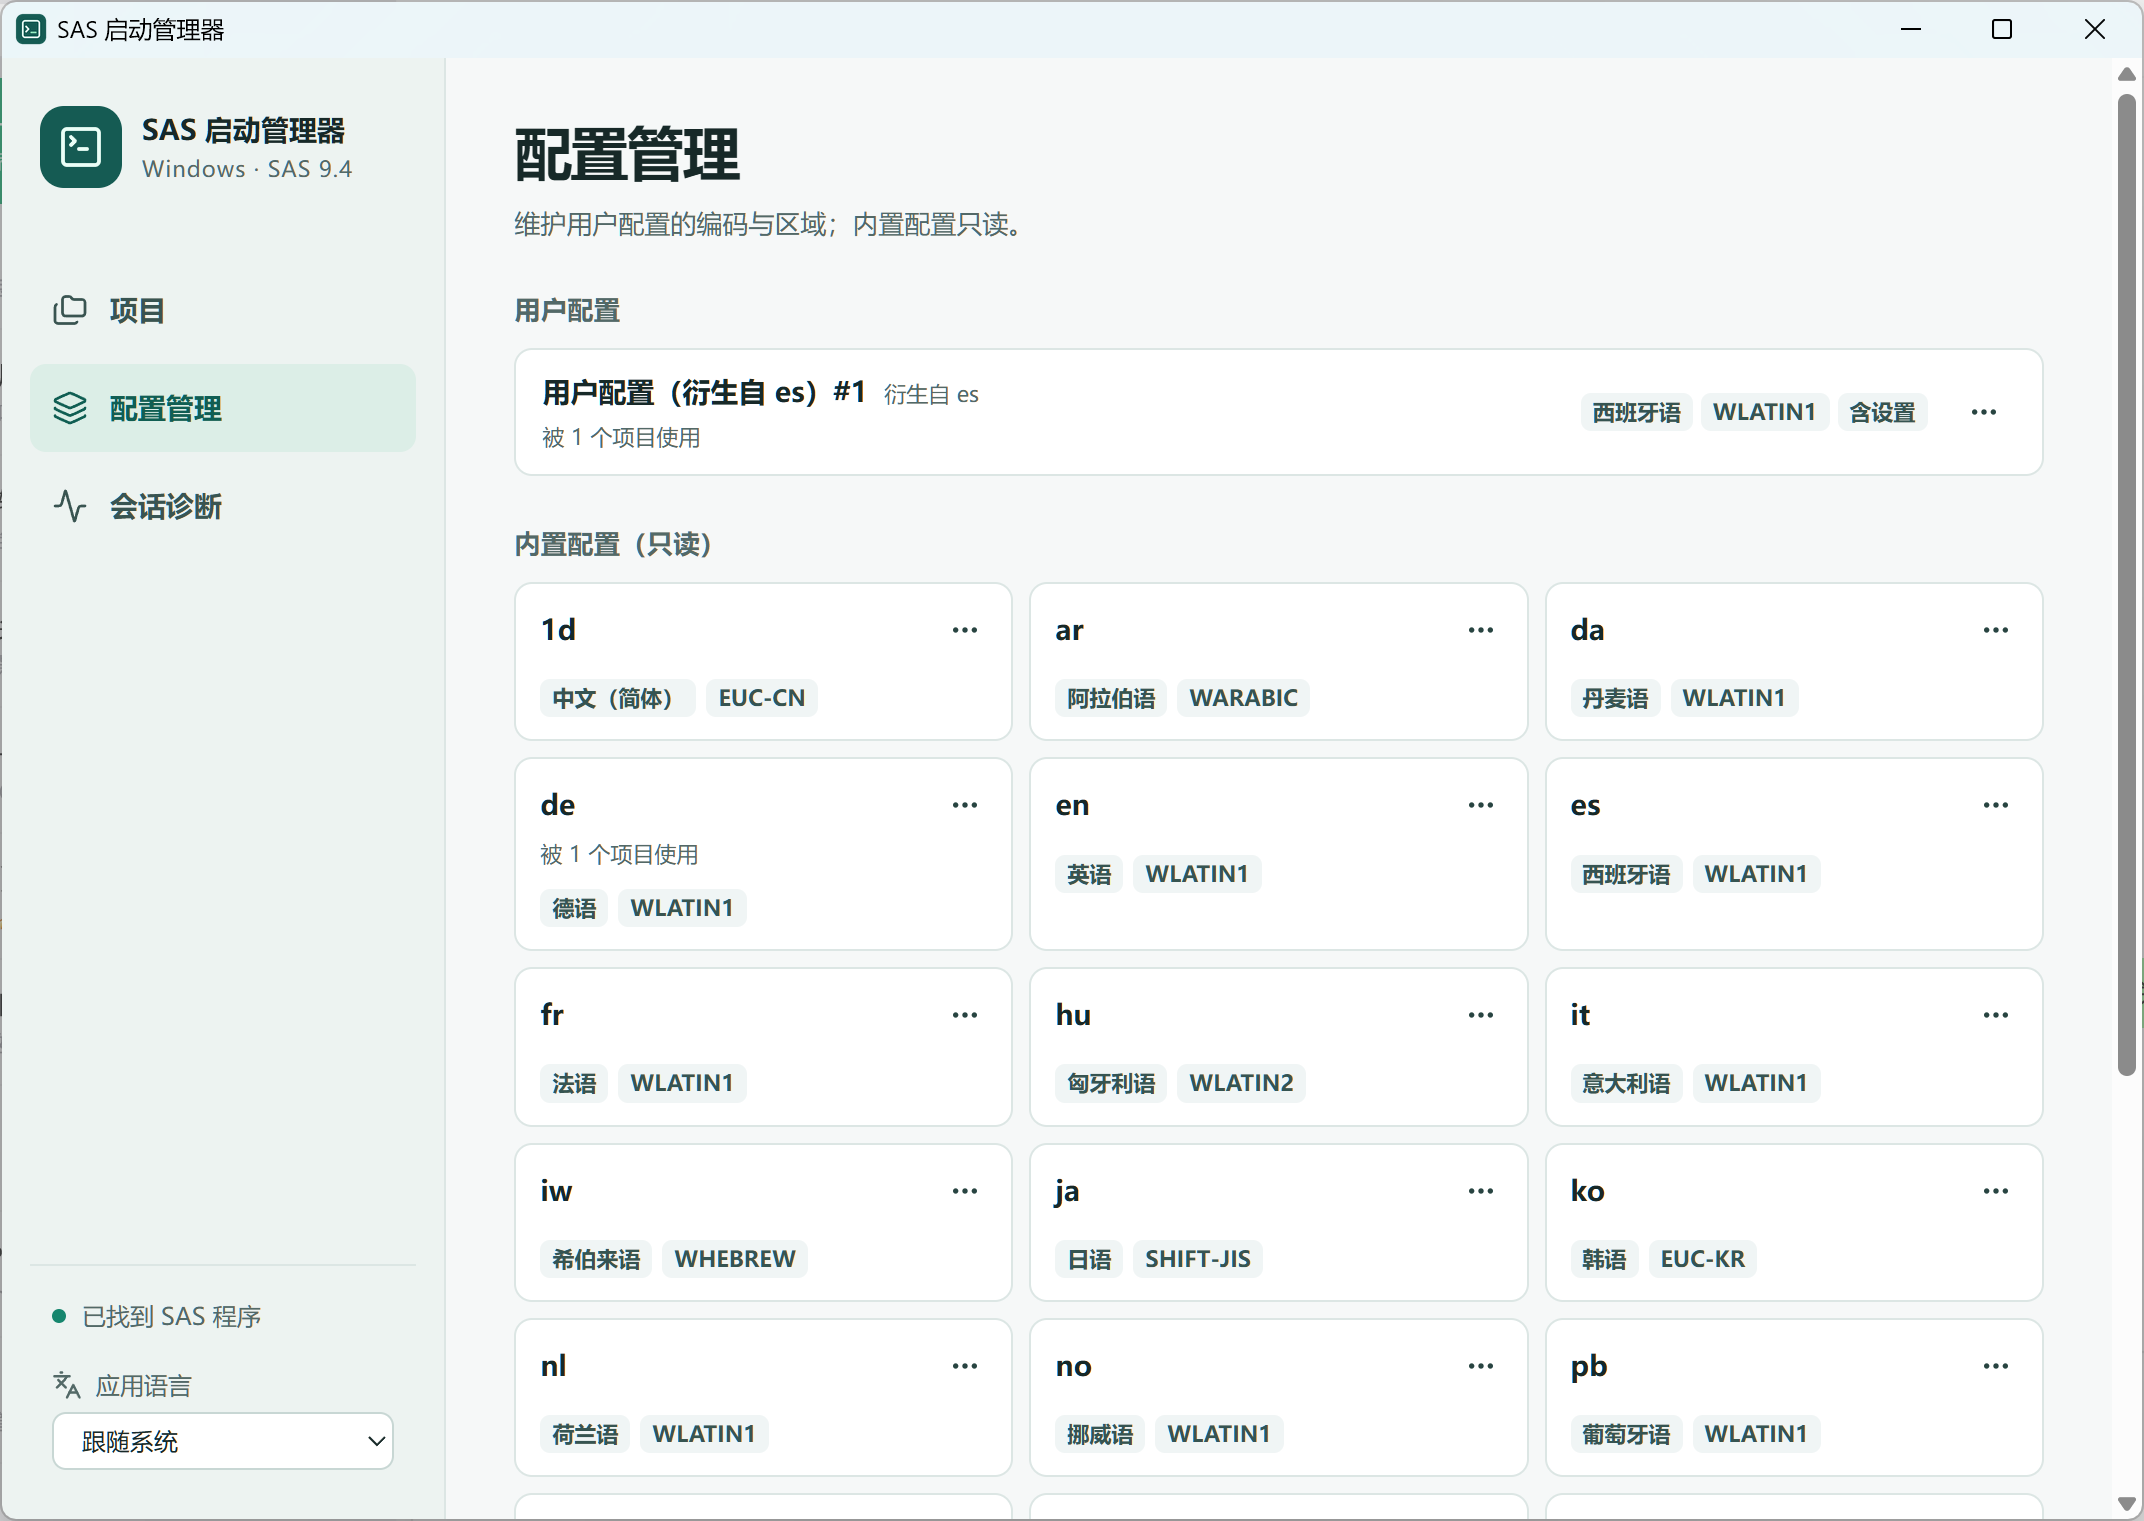 SAS 启动管理器
SAS 启动管理器
Windows · SAS 9.4
项目
配置管理
会话诊断
已找到 SAS 程序
应用语言
跟随系统
配置管理
维护用户配置的编码与区域；内置配置只读。
用户配置
用户配置（衍生自 es）#1 衍生自 es
被 1 个项目使用
西班牙语 WLATIN1 含设置
内置配置（只读）
1d
中文（简体） EUC-CN
ar
阿拉伯语 WARABIC
da
丹麦语 WLATIN1
de
被 1 个项目使用
德语 WLATIN1
en
英语 WLATIN1
es
西班牙语 WLATIN1
fr
法语 WLATIN1
hu
匈牙利语 WLATIN2
it
意大利语 WLATIN1
iw
希伯来语 WHEBREW
ja
日语 SHIFT-JIS
ko
韩语 EUC-KR
nl
荷兰语 WLATIN1
no
挪威语 WLATIN1
pb
葡萄牙语 WLATIN1